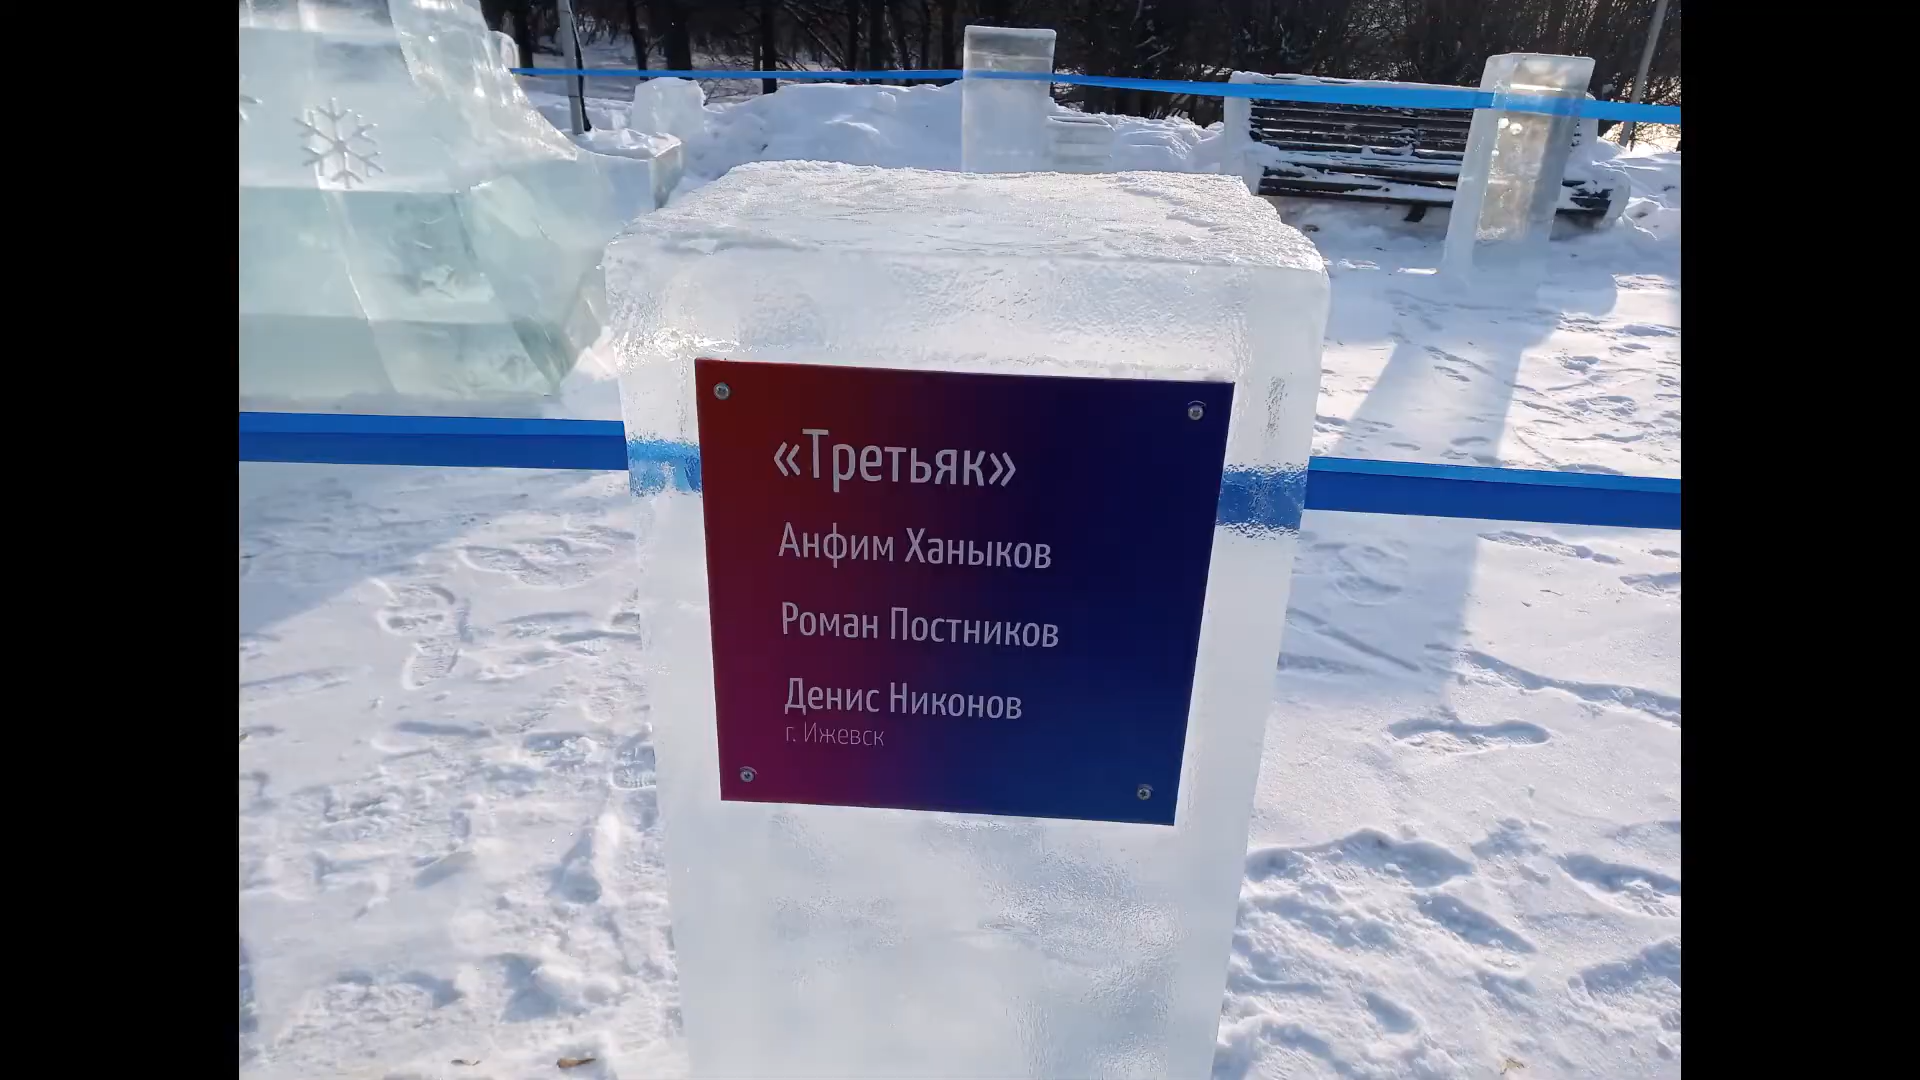 «Третьяк»
Анфим Ханыков
Роман Постников
Денис Никонов
г. Ижевск